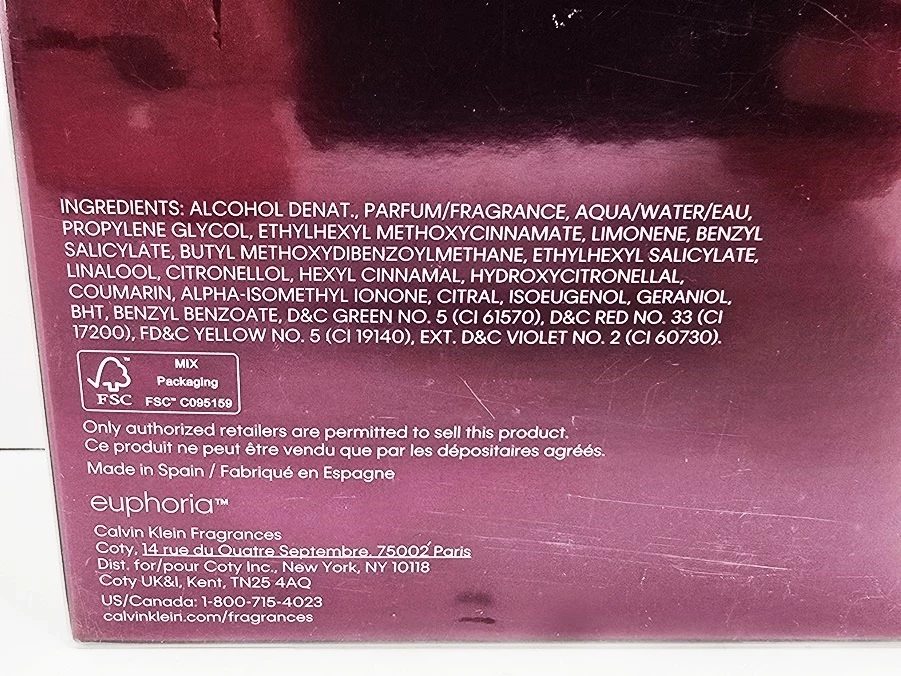 INGREDIENTS: ALCOHOL DENAT., PARFUM/FRAGRANCE, AQUA/WATER/EAU,
PROPYLENE GLYCOL, ETHYLHEXYL METHOXYCINNAMATE, LIMONENE, BENZYL
SALICYLATE, BUTYL METHOXYDIBENZOYLMETHANE, ETHYLHEXYL SALICYLATE,
LINALOOL, CITRONELLOL, HEXYL CINNAMAL, HYDROXYCITRONELLAL,
COUMARIN, ALPHA-ISOMETHYL IONONE, CITRAL, ISOEUGENOL, GERANIOL,
BHT, BENZYL BENZOATE, D&C GREEN NO. 5 (CI 61570), D&C RED NO. 33 (CI
17200), FD&C YELLOW NO. 5 (CI 19140), EXT. D&C VIOLET NO. 2 (CI 60730).
MIX
Packaging
FSC FSC™ C095159
Only authorized retailers are permitted to sell this product.
Ce produit ne peut être vendu que par les dépositaires agréés.
Made in Spain / Fabriqué en Espagne
euphoria™
Calvin Klein Fragrances
Coty, 14 rue du Quatre Septembre, 75002 Paris
Dist. for/pour Coty Inc., New York, NY 10118
Coty UK&I, Kent, TN25 4AQ
US/Canada: 1-800-715-4023
calvinklein.com/fragrances